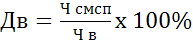 Дв = Ч смсп / Ч в х 100%